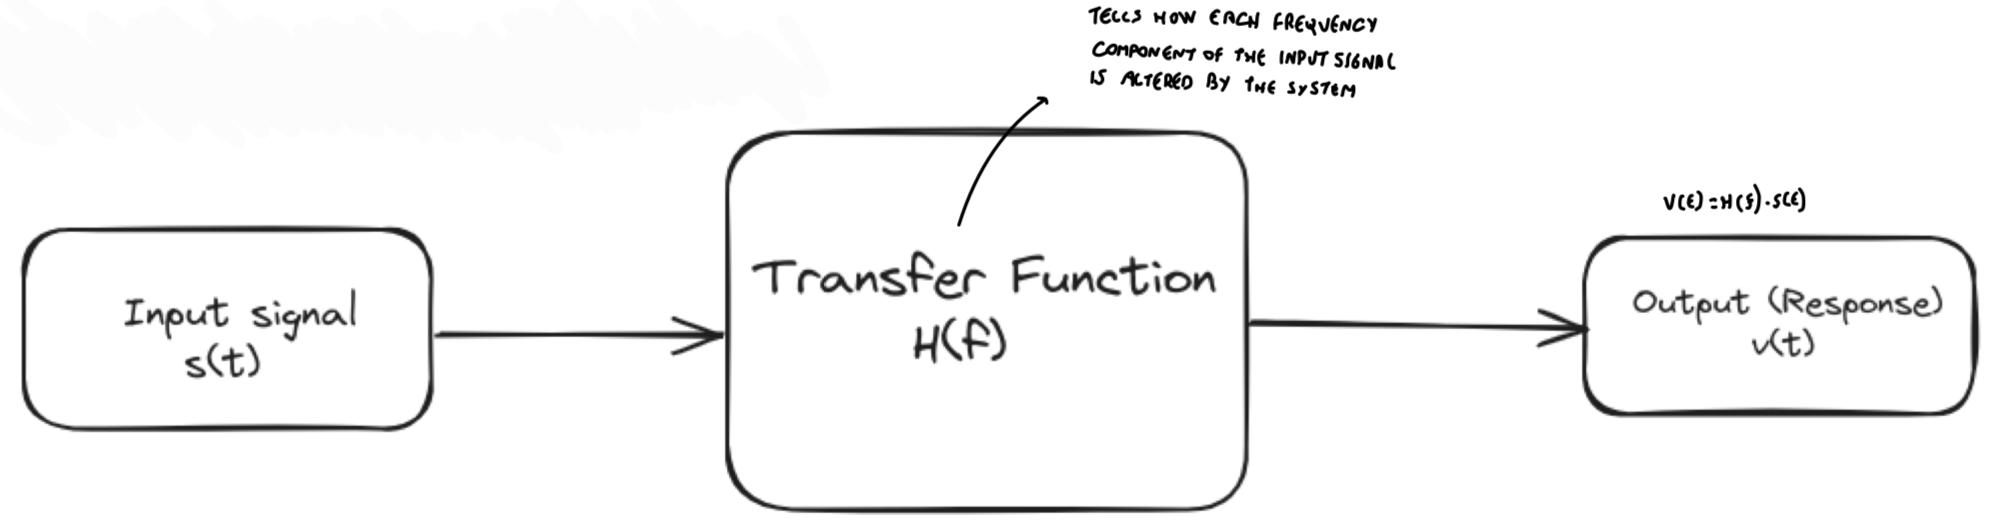 TELLS HOW EACH FREQUENCY
COMPONENT OF THE INPUT SIGNAL
IS ALTERED BY THE SYSTEM
V(t)=H(f)·S(t)
Input signal
s(t)
Transfer Function
H(f)
Output (Response)
v(t)